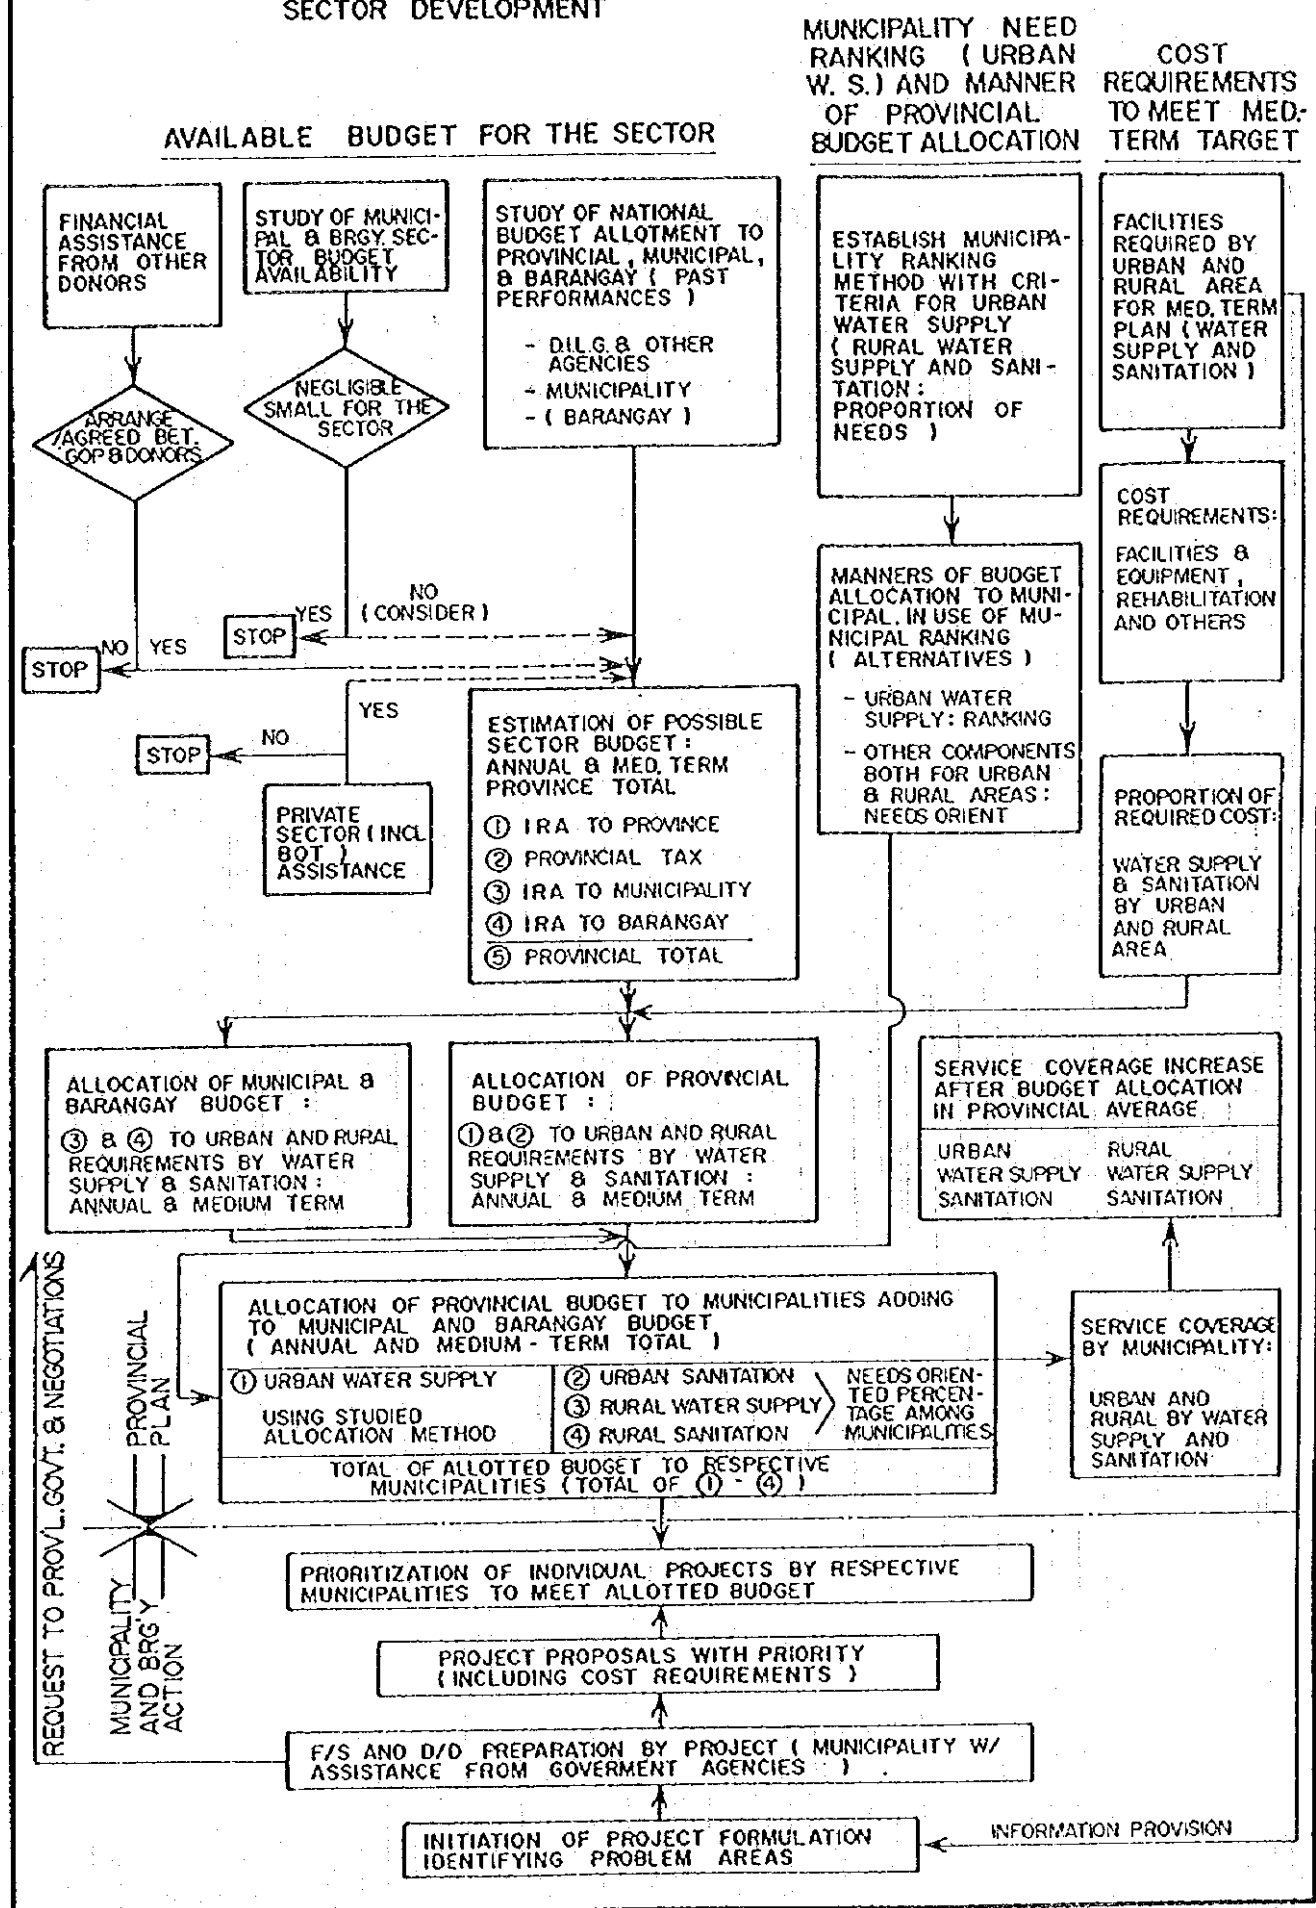 SECTOR DEVELOPMENT
AVAILABLE BUDGET FOR THE SECTOR
MUNICIPALITY NEED
RANKING (URBAN
W. S.) AND MANNER
OF PROVINCIAL
BUDGET ALLOCATION
COST
REQUIREMENTS
TO MEET MED.-
TERM TARGET
FINANCIAL
ASSISTANCE
FROM OTHER
DONORS
STUDY OF MUNICI-
PAL & BRGY. SEC-
TOR BUDGET
AVAILABILITY
STUDY OF NATIONAL
BUDGET ALLOTMENT TO
PROVINCIAL, MUNICIPAL,
& BARANGAY ( PAST
PERFORMANCES )
- D.I.L.G. & OTHER
AGENCIES
- MUNICIPALITY
- ( BARANGAY )
ESTABLISH MUNICIPA-
LITY RANKING
METHOD WITH CRI-
TERIA FOR URBAN
WATER SUPPLY
( RURAL WATER
SUPPLY AND SANI-
TATION :
PROPORTION OF
NEEDS )
FACILITIES
REQUIRED BY
URBAN AND
RURAL AREA
FOR MED. TERM
PLAN ( WATER
SUPPLY AND
SANITATION )
ARRANGE
/AGREED BET.
GOP & DONORS
NEGLIGIBLE
SMALL FOR THE
SECTOR
COST
REQUIREMENTS:
FACILITIES &
EQUIPMENT,
REHABILITATION
AND OTHERS
MANNERS OF BUDGET
ALLOCATION TO MUNI-
CIPAL. IN USE OF MU-
NICIPAL RANKING
( ALTERNATIVES )
- URBAN WATER
SUPPLY: RANKING
- OTHER COMPONENTS
BOTH FOR URBAN
& RURAL AREAS :
NEEDS ORIENT
STOP
YES
NO
( CONSIDER )
STOP
NO
YES
YES
STOP
NO
PRIVATE
SECTOR ( INCL
BOT )
ASSISTANCE
ESTIMATION OF POSSIBLE
SECTOR BUDGET :
ANNUAL & MED. TERM
PROVINCE TOTAL
① IRA TO PROVINCE
② PROVINCIAL TAX
③ IRA TO MUNICIPALITY
④ IRA TO BARANGAY
⑤ PROVINCIAL TOTAL
PROPORTION OF
REQUIRED COST:
WATER SUPPLY
& SANITATION
BY URBAN
AND RURAL
AREA
ALLOCATION OF MUNICIPAL &
BARANGAY BUDGET :
③ & ④ TO URBAN AND RURAL
REQUIREMENTS BY WATER
SUPPLY & SANITATION :
ANNUAL & MEDIUM TERM
ALLOCATION OF PROVINCIAL
BUDGET :
① & ② TO URBAN AND RURAL
REQUIREMENTS BY WATER
SUPPLY & SANITATION :
ANNUAL & MEDIUM TERM
SERVICE COVERAGE INCREASE
AFTER BUDGET ALLOCATION
IN PROVINCIAL AVERAGE
URBAN
WATER SUPPLY
SANITATION
RURAL
WATER SUPPLY
SANITATION
ALLOCATION OF PROVINCIAL BUDGET TO MUNICIPALITIES ADDING
TO MUNICIPAL AND BARANGAY BUDGET
( ANNUAL AND MEDIUM - TERM TOTAL )
① URBAN WATER SUPPLY
USING STUDIED
ALLOCATION METHOD
② URBAN SANITATION
③ RURAL WATER SUPPLY
④ RURAL SANITATION
NEEDS ORIEN-
TED PERCEN-
TAGE AMONG
MUNICIPALITIES
TOTAL OF ALLOTTED BUDGET TO RESPECTIVE
MUNICIPALITIES ( TOTAL OF ① - ④ )
SERVICE COVERAGE
BY MUNICIPALITY:
URBAN AND
RURAL BY WATER
SUPPLY AND
SANITATION
REQUEST TO PROV'L. GOVT. & NEGOTIATIONS
PROVINCIAL
PLAN
MUNICIPALITY
AND BRG'Y
ACTION
PRIORITIZATION OF INDIVIDUAL PROJECTS BY RESPECTIVE
MUNICIPALITIES TO MEET ALLOTTED BUDGET
PROJECT PROPOSALS WITH PRIORITY
( INCLUDING COST REQUIREMENTS )
F/S AND D/D PREPARATION BY PROJECT ( MUNICIPALITY W/
ASSISTANCE FROM GOVERMENT AGENCIES )
INITIATION OF PROJECT FORMULATION
IDENTIFYING PROBLEM AREAS
INFORMATION PROVISION